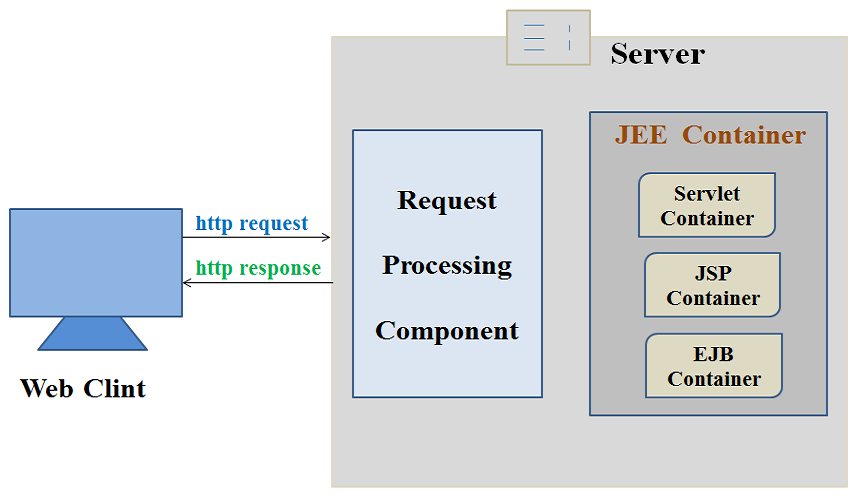 Server
JEE Container
Request
Processing
Component
Servlet
Container
JSP
Container
EJB
Container
http request
http response
Web Clint